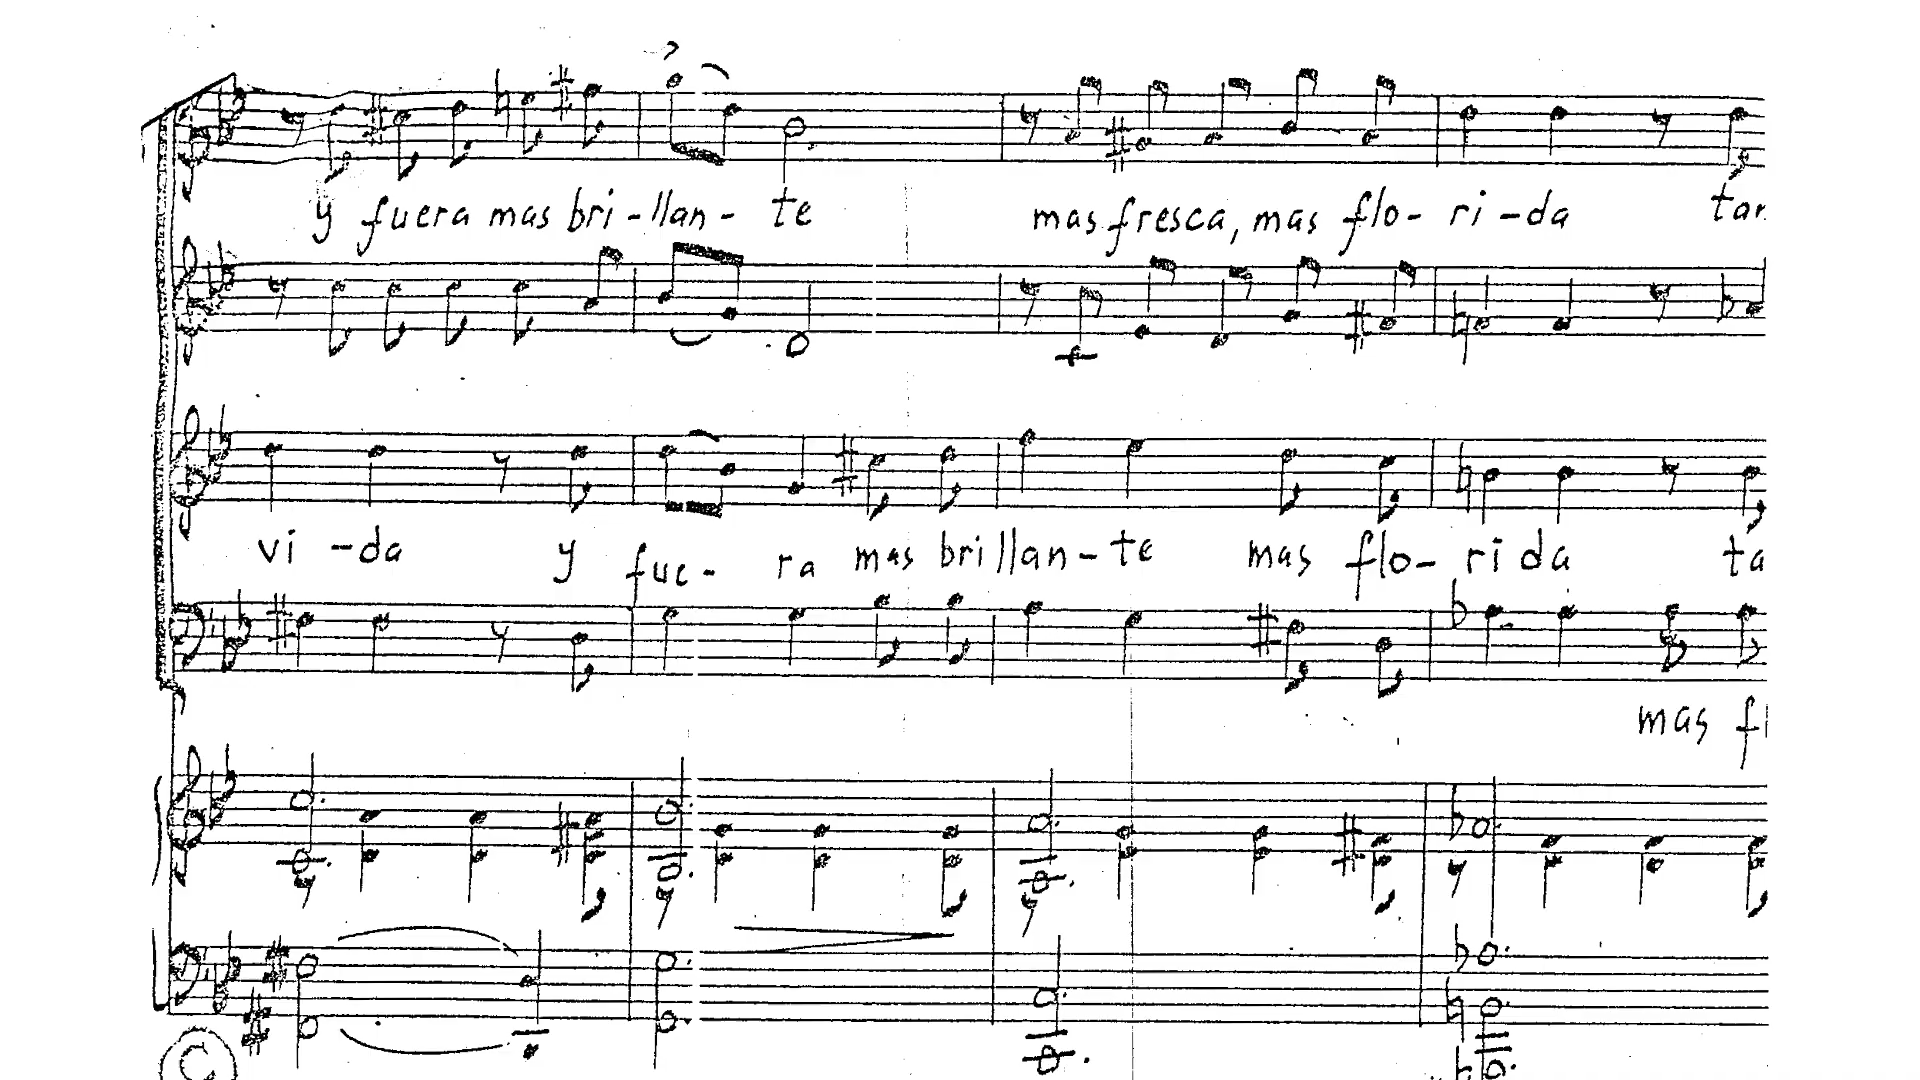 y fuera mas bri-llan- te mas fresca, mas flo- ri-da
vi-da y fue- ra mas brillan-te mas flo- ri da ta
mas
C